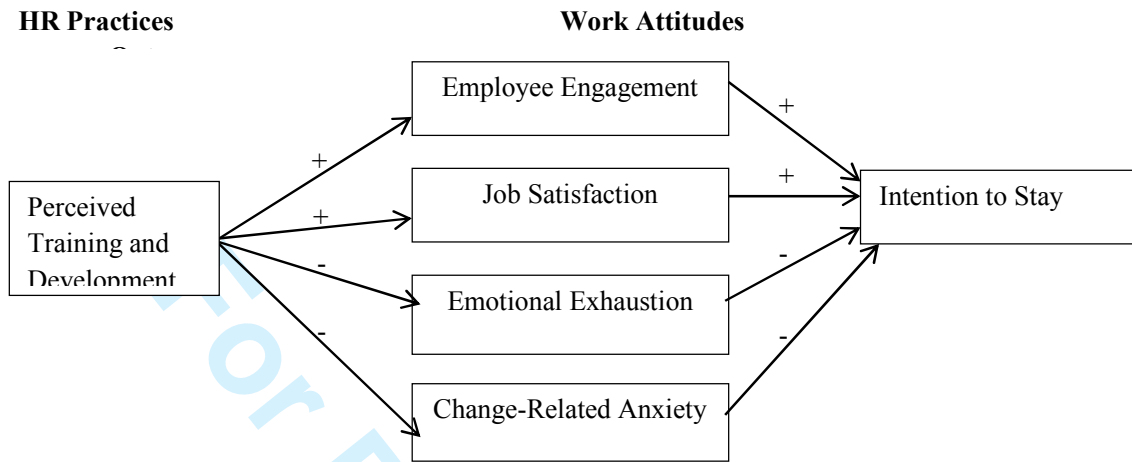 HR Practices
Work Attitudes
Employee Engagement
+
+
Perceived
Training and
Development
+
Job Satisfaction
+
Intention to Stay
-
Emotional Exhaustion
-
-
Change-Related Anxiety
-
For